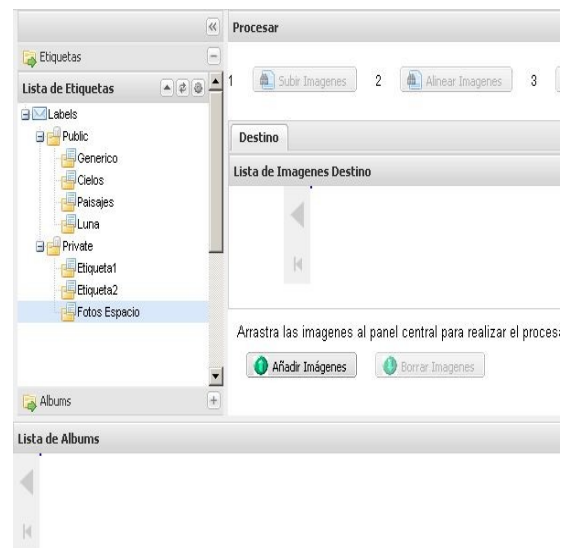 Procesar
Etiquetas
Lista de Etiquetas
Labels
Public
Generico
Cielos
Paisajes
Luna
Private
Etiqueta1
Etiqueta2
Fotos Espacio
Albums
1 Subir Imagenes 2 Alinear Imagenes 3
Destino
Lista de Imagenes Destino
Arrastra las imagenes al panel central para realizar el proces
Añadir Imágenes Borrar Imagenes
Lista de Albums